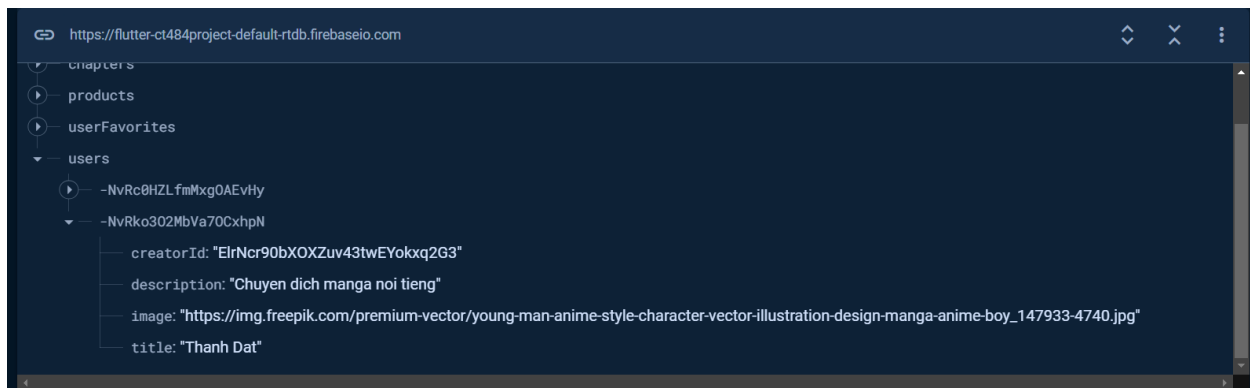 https://flutter-ct484project-default-rtdb.firebaseio.com
chapters
products
userFavorites
users
-NvRc0HZLfmMxgOAEvHy
-NvRko3O2MbVa7OCxhpN
creatorId: "ElrNcr90bXOXZuv43twEYokxq2G3"
description: "Chuyen dich manga noi tieng"
image: "https://img.freepik.com/premium-vector/young-man-anime-style-character-vector-illustration-design-manga-anime-boy_147933-4740.jpg"
title: "Thanh Dat"